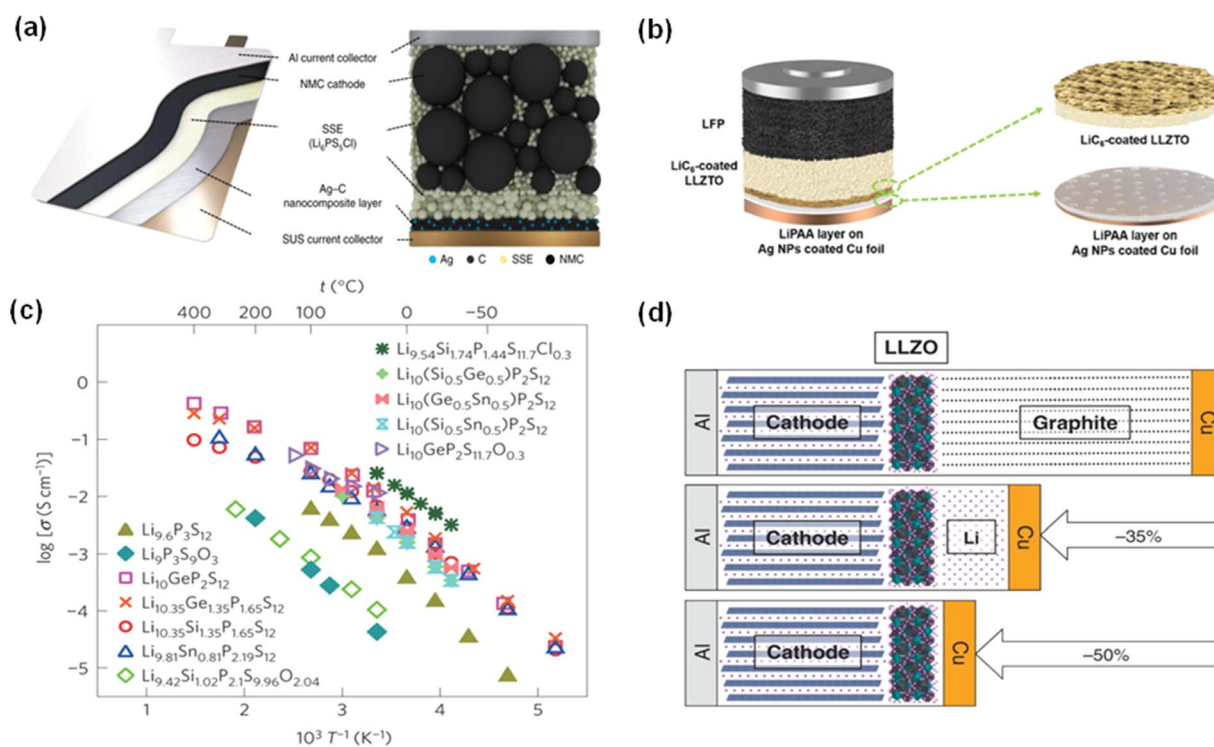 (a)
Al current collector
NMC cathode
SSE
(Li₆PS₅Cl)
Ag–C
nanocomposite layer
SUS current collector
Ag C SSE NMC
(b)
LFP
LiC₆-coated
LLZTO
LiPAA layer on
Ag NPs coated Cu foil
LiC₆-coated LLZTO
LiPAA layer on
Ag NPs coated Cu foil
(c)
t (°C)
400 200 100 0 −50
log [σ (S cm⁻¹)]
0
−1
−2
−3
−4
−5
Li₉.₅₄Si₁.₇₄P₁.₄₄S₁₁.₇Cl₀.₃
Li₁₀(Si₀.₅Ge₀.₅)P₂S₁₂
Li₁₀(Ge₀.₅Sn₀.₅)P₂S₁₂
Li₁₀(Si₀.₅Sn₀.₅)P₂S₁₂
Li₁₀GeP₂S₁₁.₇O₀.₃
Li₉.₆P₃S₁₂
Li₉P₃S₉O₃
Li₁₀GeP₂S₁₂
Li₁₀.₃₅Ge₁.₃₅P₁.₆₅S₁₂
Li₁₀.₃₅Si₁.₃₅P₁.₆₅S₁₂
Li₉.₈₁Sn₀.₈₁P₂.₁₉S₁₂
Li₉.₄₂Si₁.₀₂P₂.₁S₉.₉₆O₂.₀₄
1 2 3 4 5
10³ T⁻¹ (K⁻¹)
(d)
LLZO
Al Cathode Graphite Cu
Al Cathode Li Cu −35%
Al Cathode Cu −50%